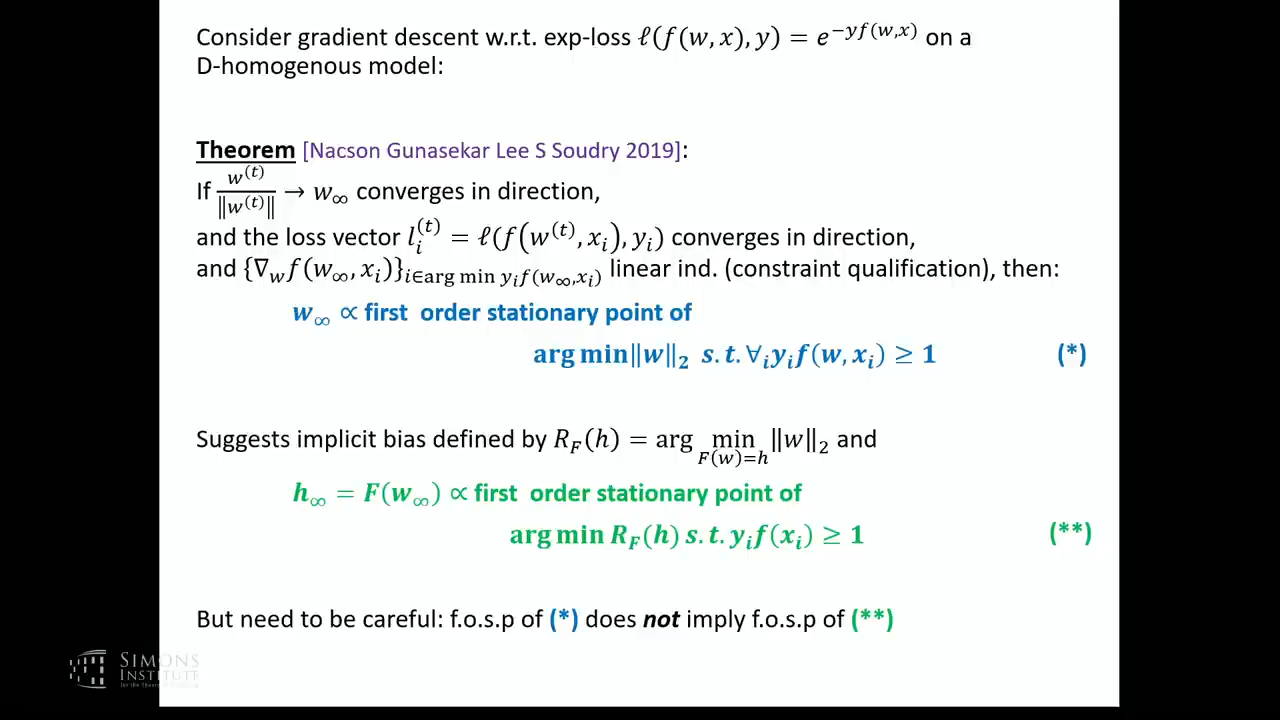 Consider gradient descent w.r.t. exp-loss ℓ(f(w, x), y) = e^{−yf(w,x)} on a
D-homogenous model:
Theorem [Nacson Gunasekar Lee S Soudry 2019]:
If w^{(t)}/‖w^{(t)}‖ → w_∞ converges in direction,
and the loss vector l_i^{(t)} = ℓ(f(w^{(t)}, x_i), y_i) converges in direction,
and {∇_w f(w_∞, x_i)}_{i∈arg min y_i f(w_∞,x_i)} linear ind. (constraint qualification), then:
w_∞ ∝ first order stationary point of
arg min‖w‖_2 s.t. ∀_i y_i f(w, x_i) ≥ 1 (*)
Suggests implicit bias defined by R_F(h) = arg min_{F(w)=h} ‖w‖_2 and
h_∞ = F(w_∞) ∝ first order stationary point of
arg min R_F(h) s.t. y_i f(x_i) ≥ 1 (**)
But need to be careful: f.o.s.p of (*) does not imply f.o.s.p of (**)
SIMONS
INSTITUTE